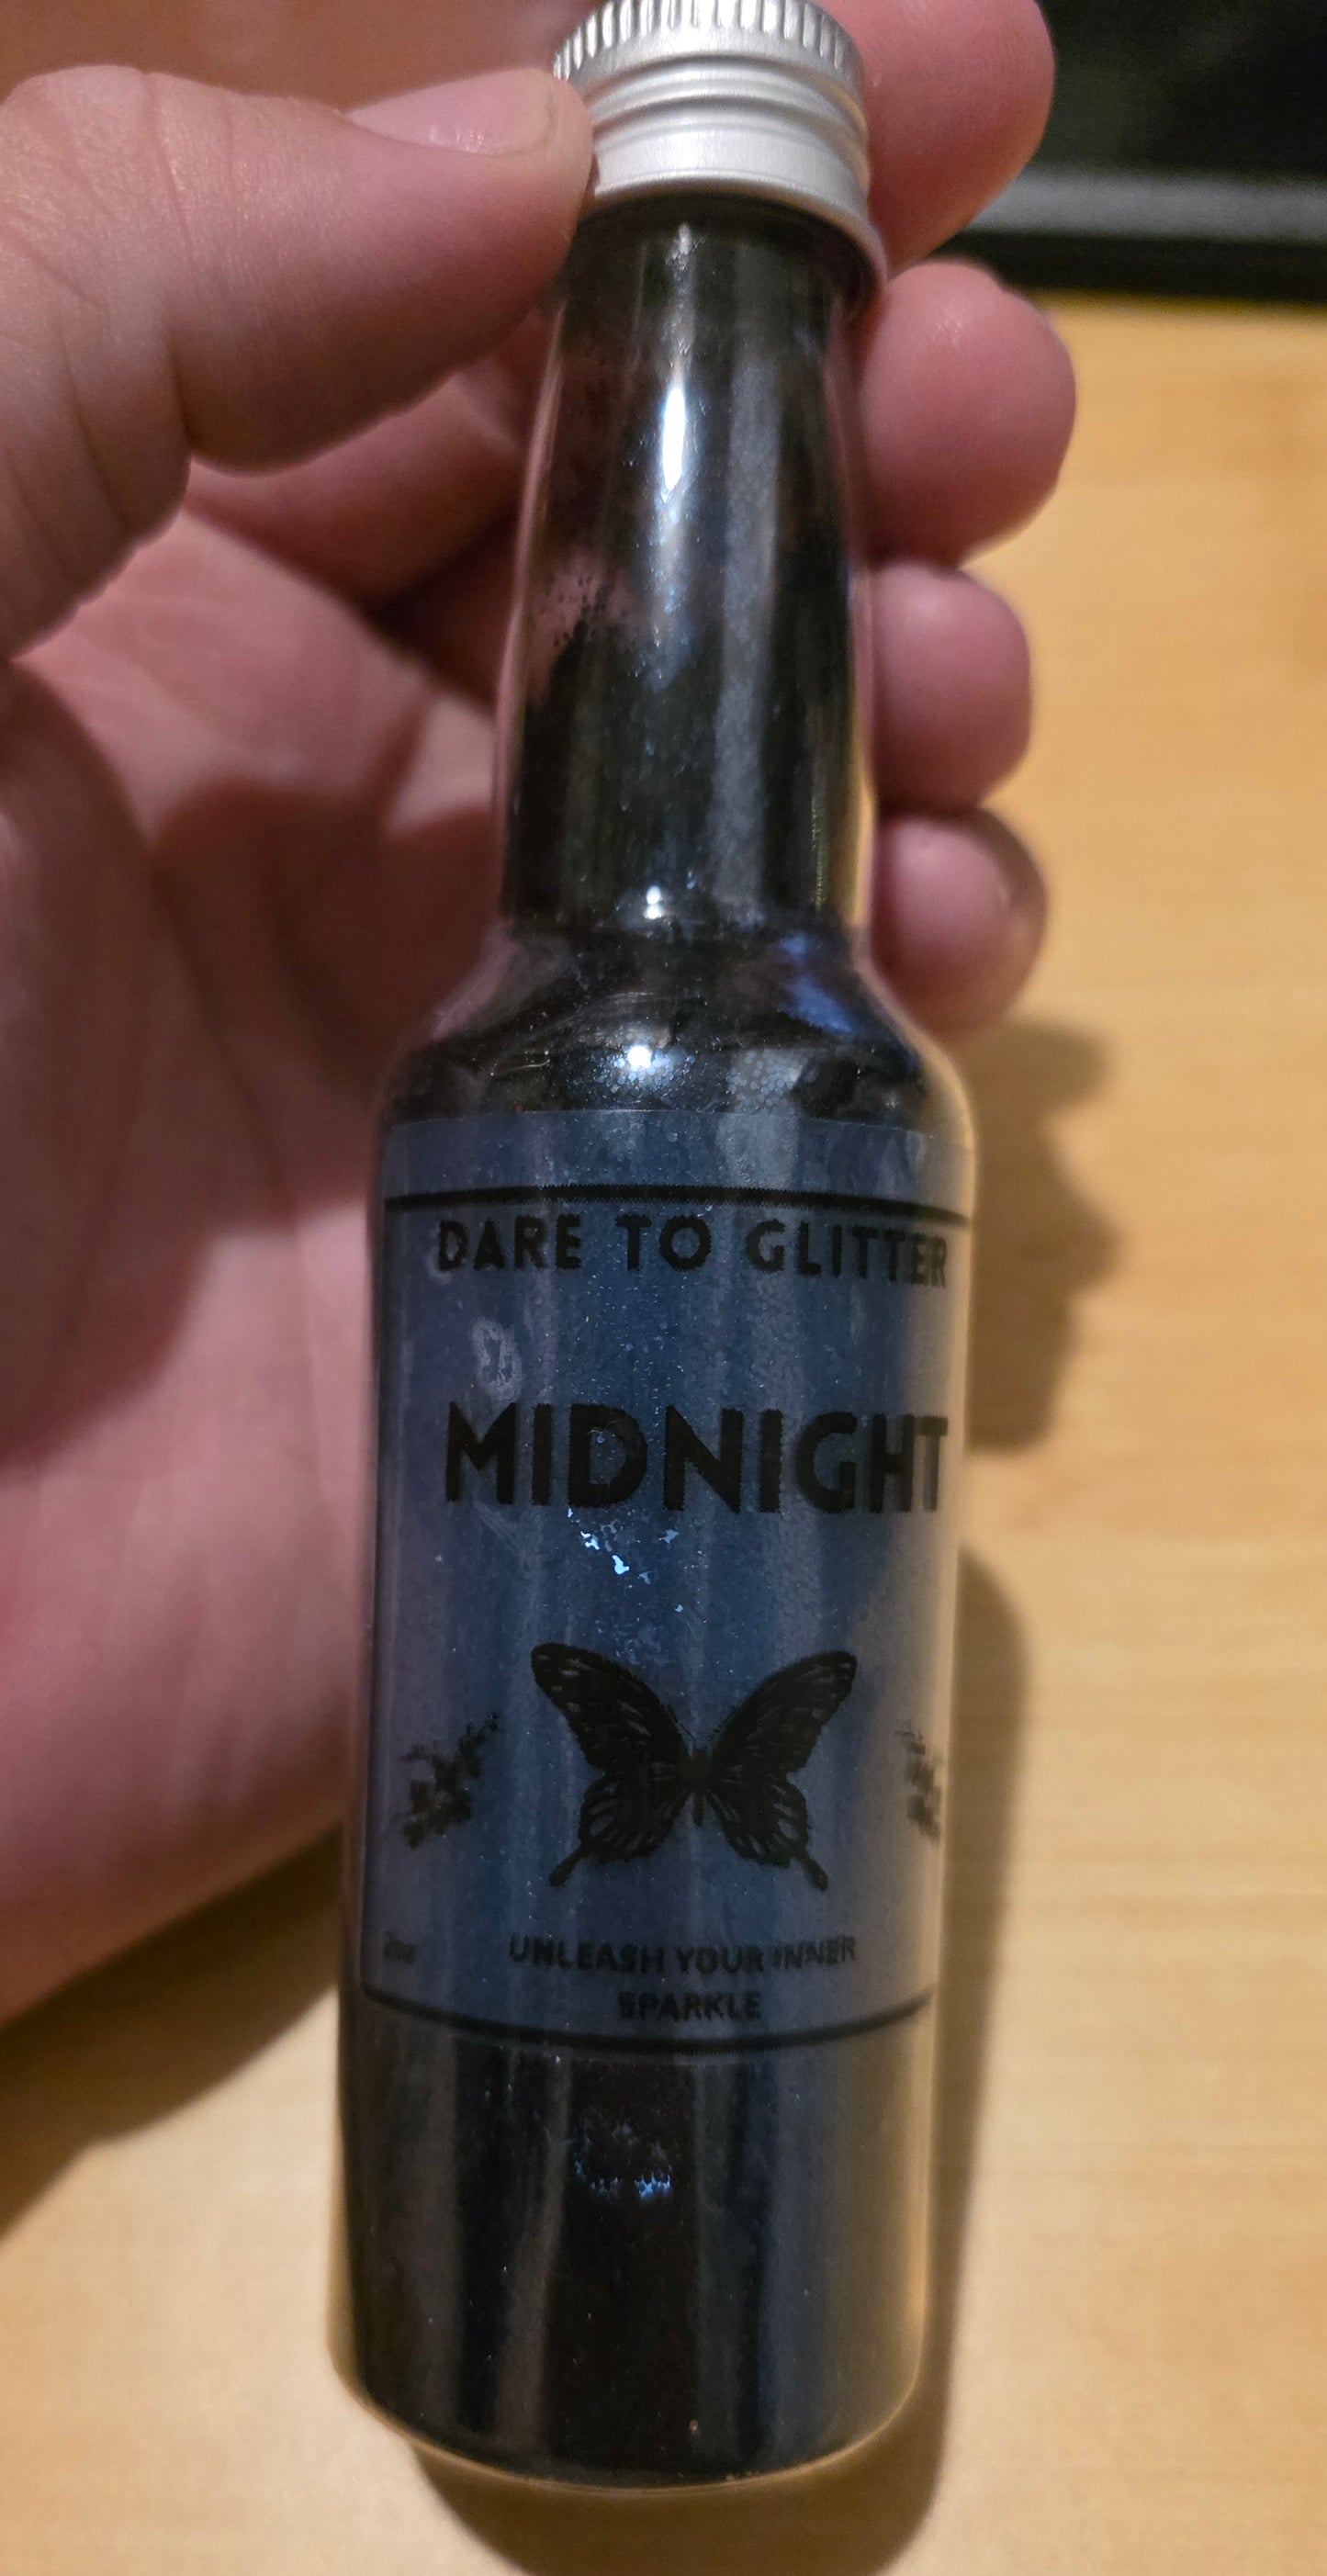 DARE TO GLITTER
MIDNIGHT
UNLEASH YOUR INNER
SPARKLE